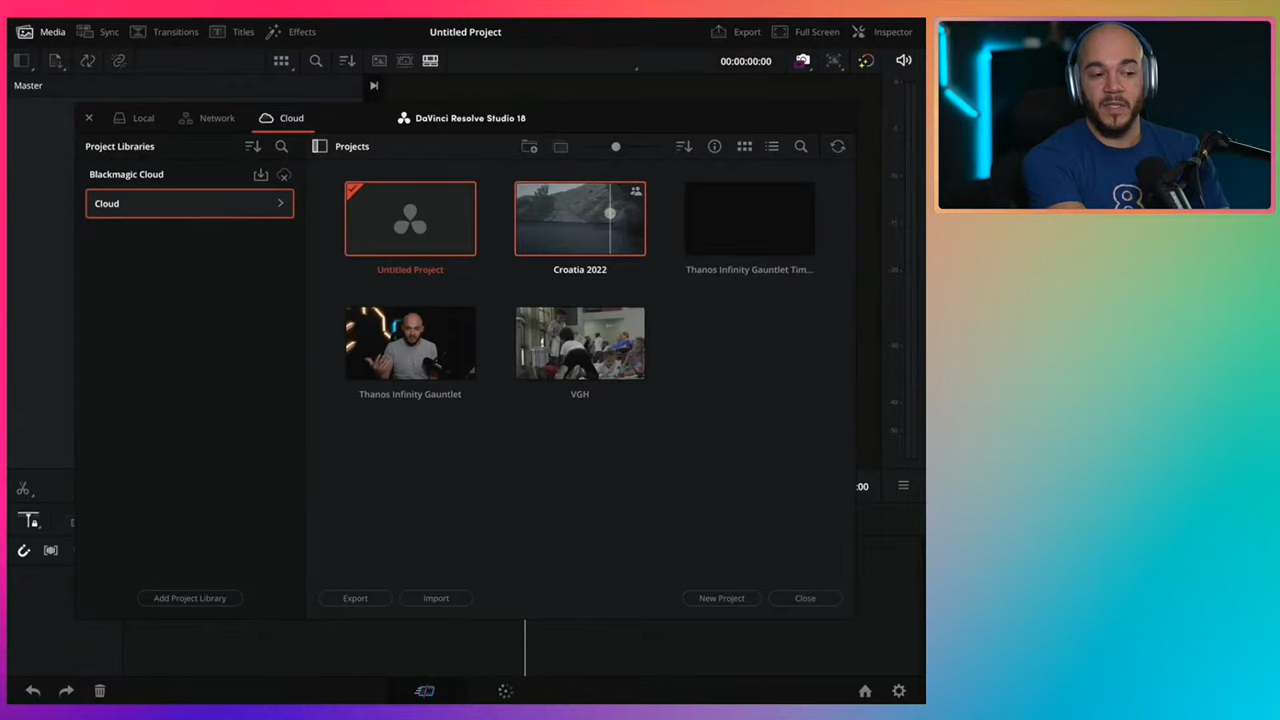 Media Sync Transitions Titles Effects Untitled Project Export Full Screen Inspector
00:00:00:00
Master
Local Network Cloud DaVinci Resolve Studio 18
Project Libraries
Projects
Blackmagic Cloud
Cloud
Untitled Project
Croatia 2022
Thanos Infinity Gauntlet Tim...
Thanos Infinity Gauntlet
VGH
:00
Add Project Library
Export
Import
New Project
Close